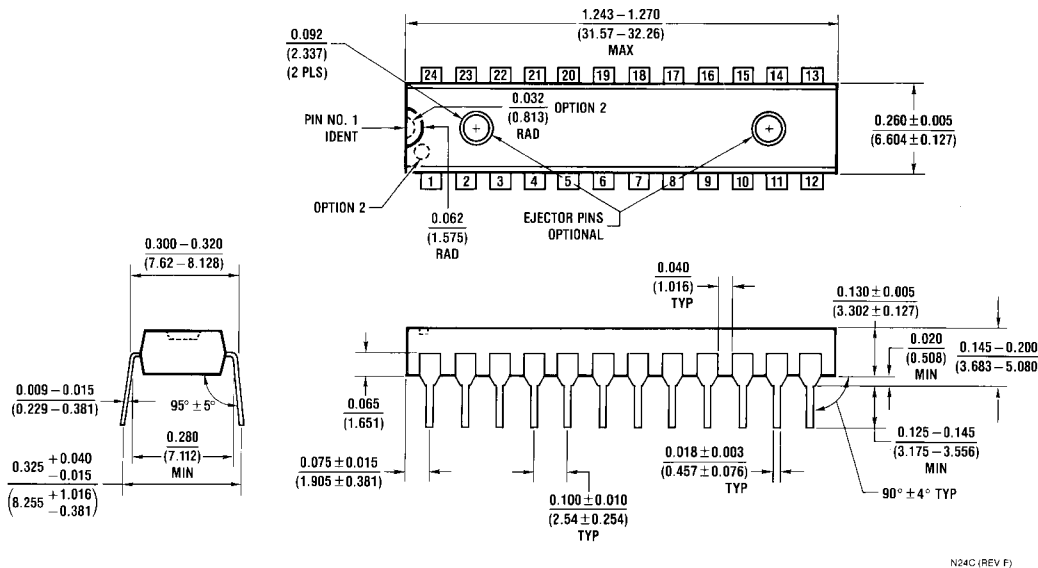 1.243 – 1.270
(31.57 – 32.26)
MAX
0.092
(2.337)
(2 PLS)
24 23 22 21 20 19 18 17 16 15 14 13
0.032
(0.813)
RAD
OPTION 2
PIN NO. 1
IDENT
0.260 ± 0.005
(6.604 ± 0.127)
1 2 3 4 5 6 7 8 9 10 11 12
OPTION 2
0.062
(1.575)
RAD
EJECTOR PINS
OPTIONAL
0.300 – 0.320
(7.62 – 8.128)
0.040
(1.016)
TYP
0.130 ± 0.005
(3.302 ± 0.127)
0.020
(0.508)
MIN
0.145 – 0.200
(3.683 – 5.080
0.009 – 0.015
(0.229 – 0.381)
95° ± 5°
0.280
(7.112)
MIN
0.325 + 0.040
– 0.015
(8.255 + 1.016
– 0.381)
0.065
(1.651)
0.075 ± 0.015
(1.905 ± 0.381)
0.100 ± 0.010
(2.54 ± 0.254)
TYP
0.018 ± 0.003
(0.457 ± 0.076)
TYP
0.125 – 0.145
(3.175 – 3.556)
MIN
90° ± 4° TYP
N24C (REV F)